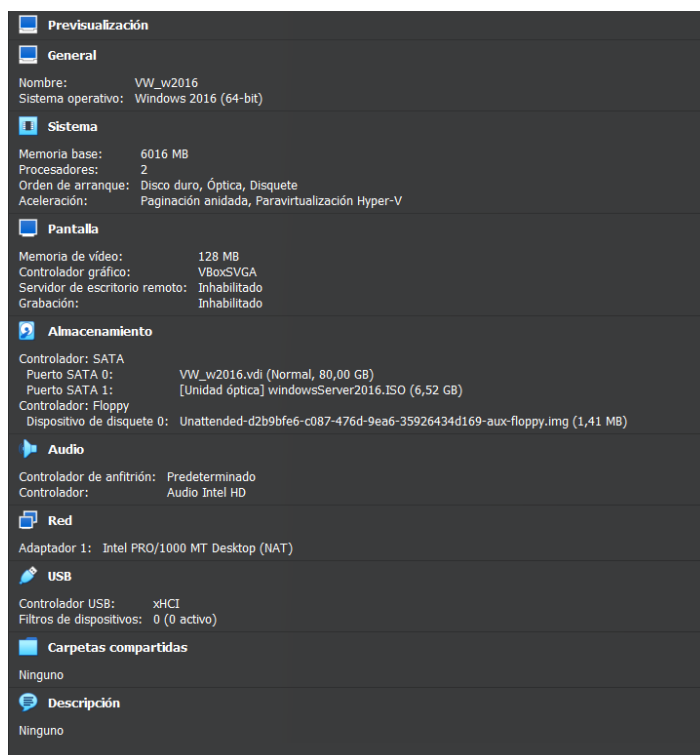 Previsualización
General
Nombre: VW_w2016
Sistema operativo: Windows 2016 (64-bit)
Sistema
Memoria base: 6016 MB
Procesadores: 2
Orden de arranque: Disco duro, Óptica, Disquete
Aceleración: Paginación anidada, Paravirtualización Hyper-V
Pantalla
Memoria de vídeo: 128 MB
Controlador gráfico: VBoxSVGA
Servidor de escritorio remoto: Inhabilitado
Grabación: Inhabilitado
Almacenamiento
Controlador: SATA
Puerto SATA 0: VW_w2016.vdi (Normal, 80,00 GB)
Puerto SATA 1: [Unidad óptica] windowsServer2016.ISO (6,52 GB)
Controlador: Floppy
Dispositivo de disquete 0: Unattended-d2b9bfe6-c087-476d-9ea6-35926434d169-aux-floppy.img (1,41 MB)
Audio
Controlador de anfitrión: Predeterminado
Controlador: Audio Intel HD
Red
Adaptador 1: Intel PRO/1000 MT Desktop (NAT)
USB
Controlador USB: xHCI
Filtros de dispositivos: 0 (0 activo)
Carpetas compartidas
Ninguno
Descripción
Ninguno